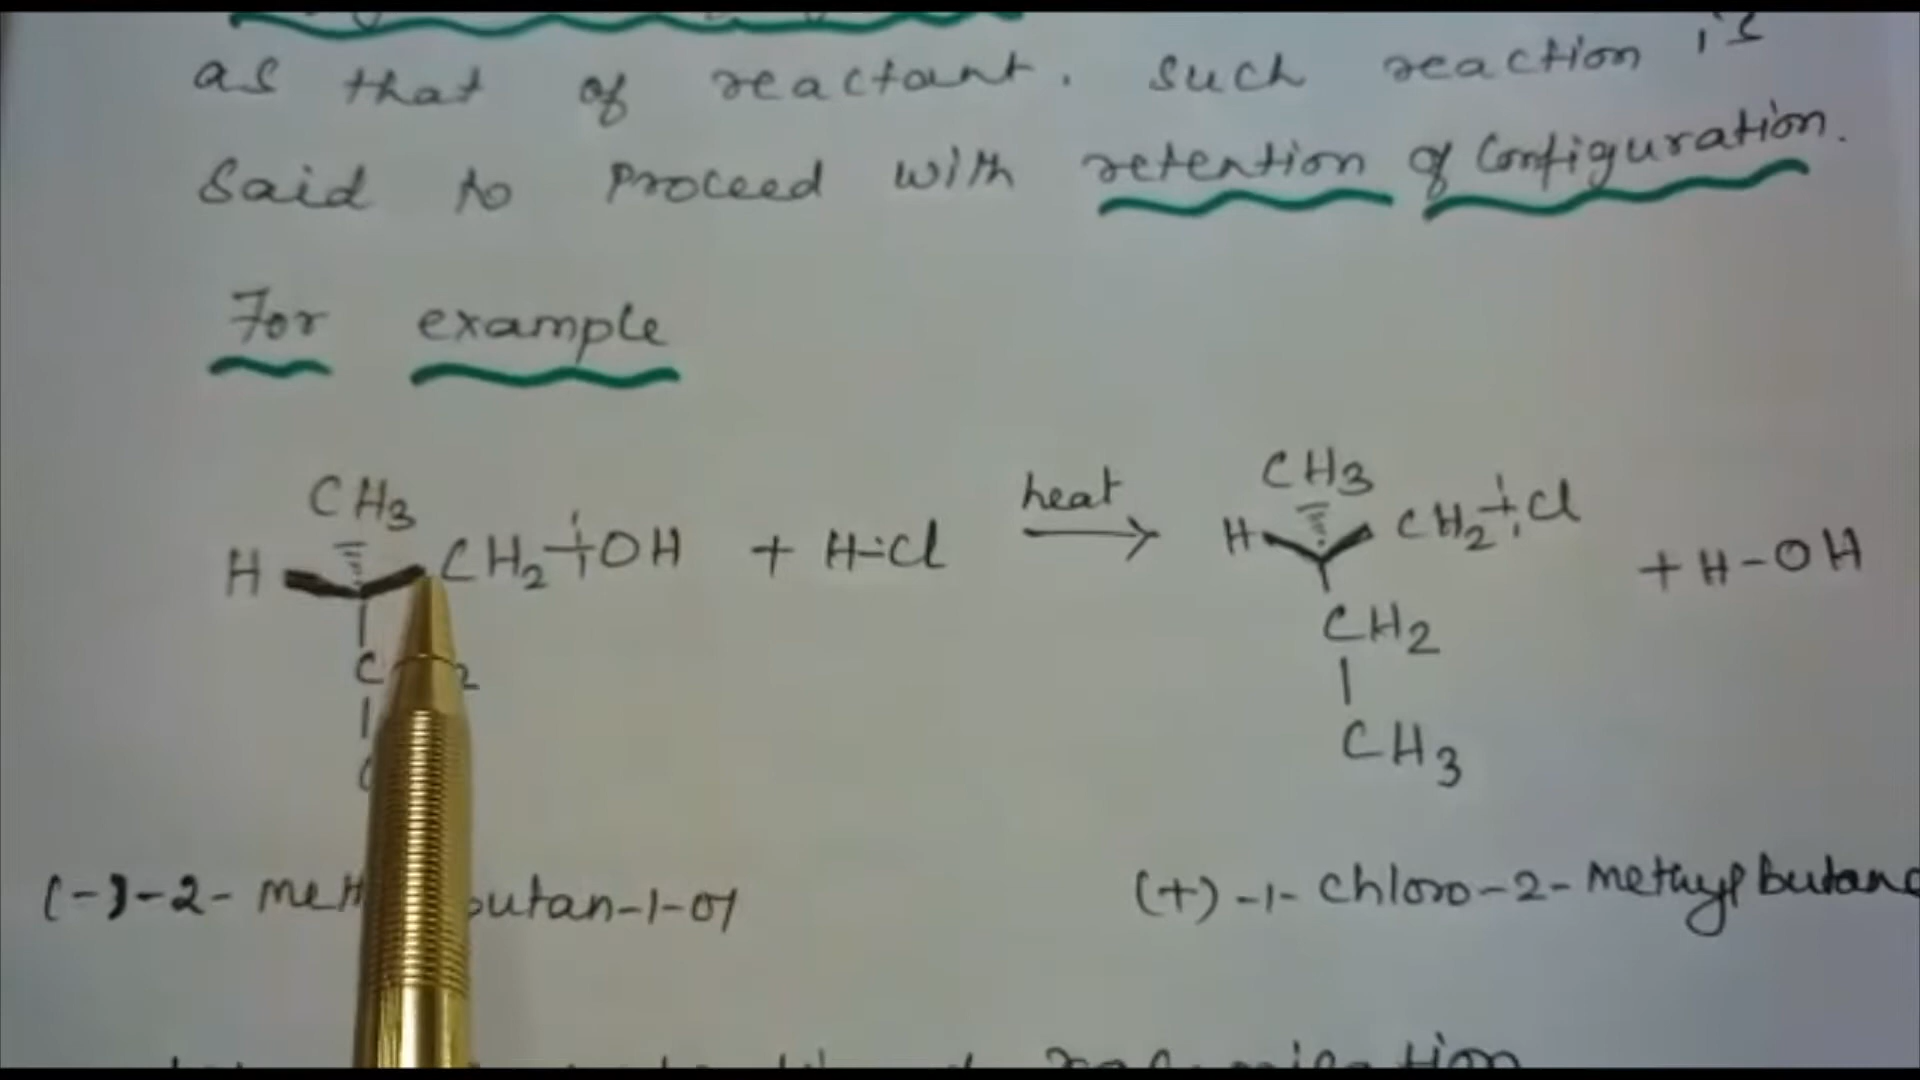 as that of reactant. Such reaction is
Said to proceed with retention of Configuration.
For example
CH3 heat CH3
H CH2+OH + H-Cl → H CH2+Cl + H-OH
CH2
CH3
(-)-2- butan-1-ol (+)-1-Chloro-2-Methylbutane